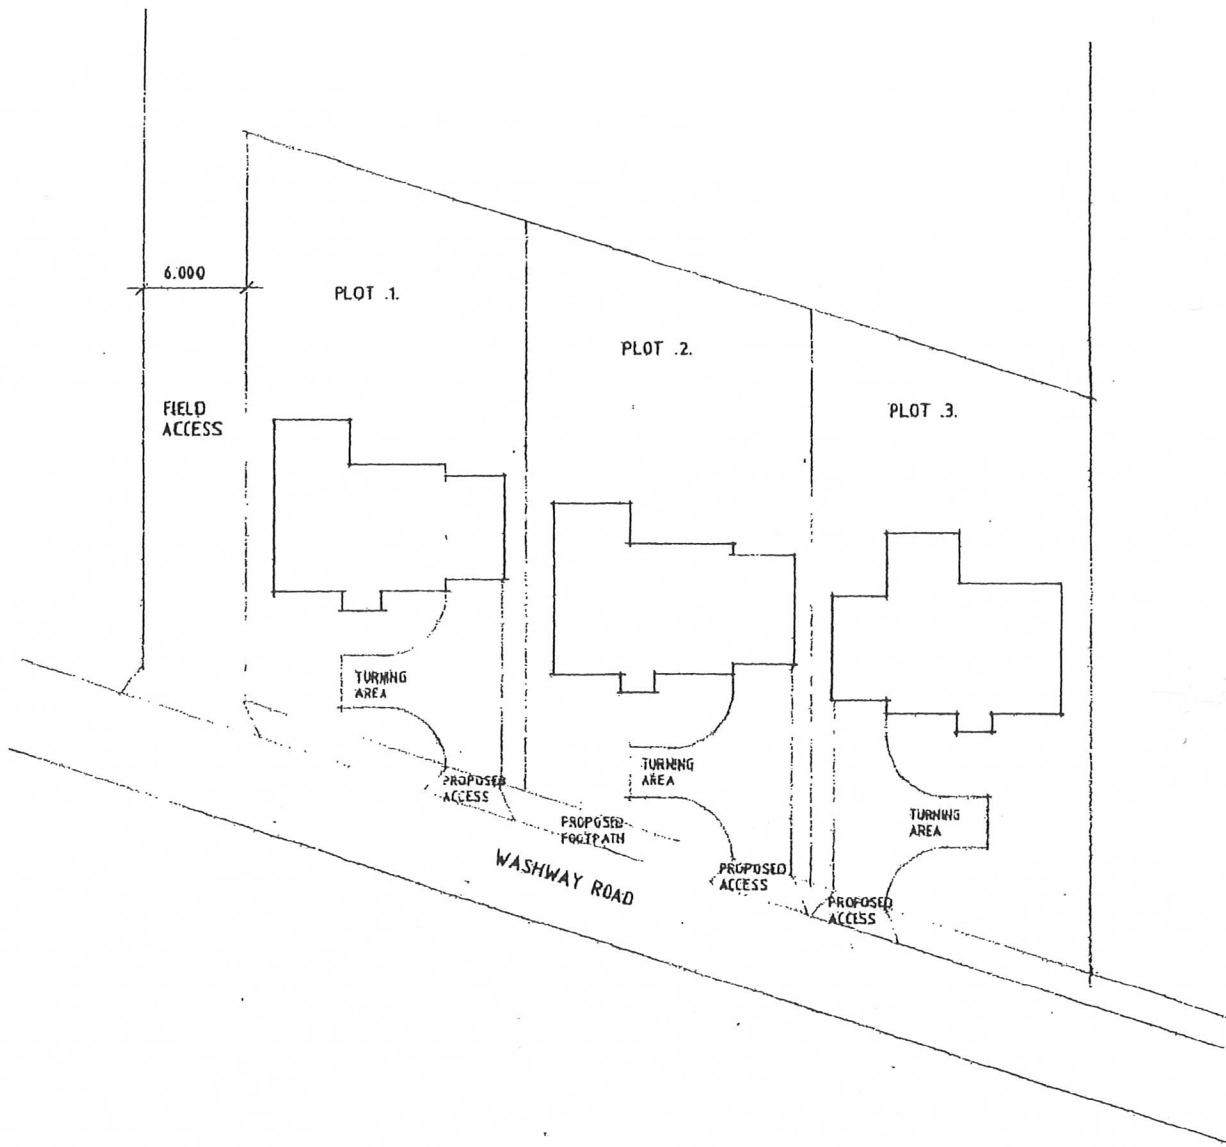 6.000
PLOT .1.
PLOT .2.
PLOT .3.
FIELD
ACCESS
TURNING
AREA
TURNING
AREA
TURNING
AREA
PROPOSED
ACCESS
PROPOSED
FOOTPATH
WASHWAY ROAD
PROPOSED
ACCESS
PROPOSED
ACCESS